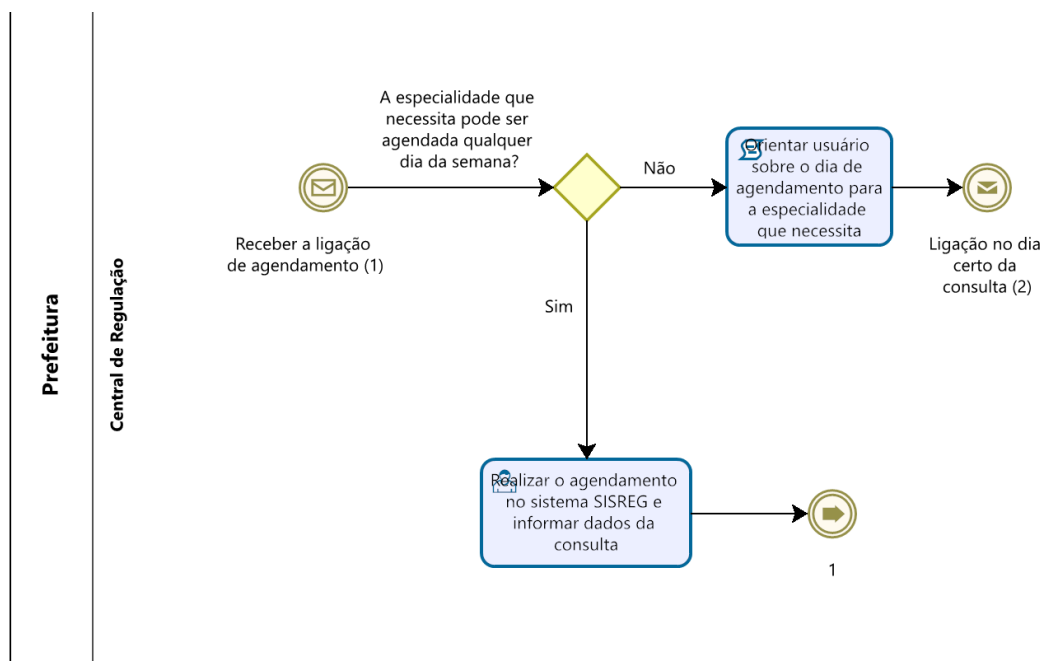 Prefeitura
Central de Regulação
Receber a ligação
de agendamento (1)
A especialidade que
necessita pode ser
agendada qualquer
dia da semana?
Não
Sim
Orientar usuário
sobre o dia de
agendamento para
a especialidade
que necessita
Ligação no dia
certo da
consulta (2)
Realizar o agendamento
no sistema SISREG e
informar dados da
consulta
1